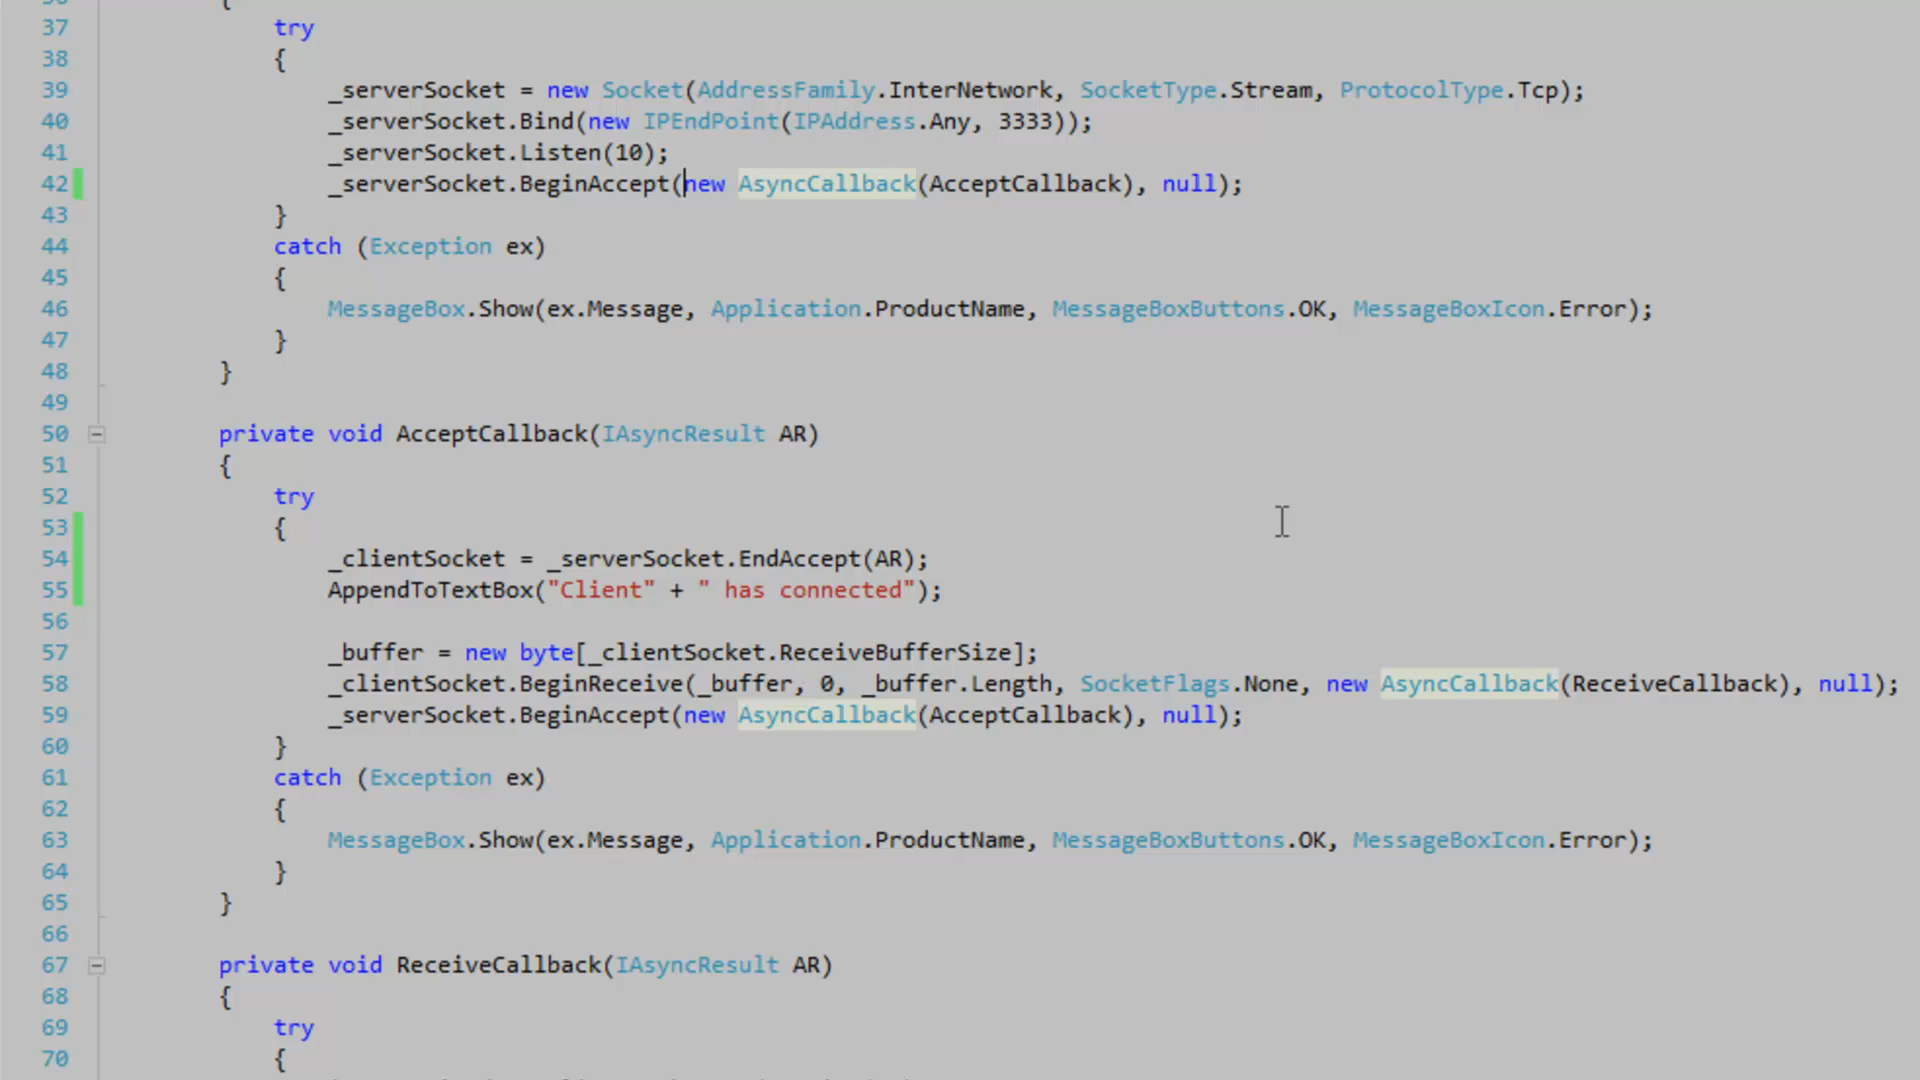 37 try
38 {
39 _serverSocket = new Socket(AddressFamily.InterNetwork, SocketType.Stream, ProtocolType.Tcp);
40 _serverSocket.Bind(new IPEndPoint(IPAddress.Any, 3333));
41 _serverSocket.Listen(10);
42 _serverSocket.BeginAccept(new AsyncCallback(AcceptCallback), null);
43 }
44 catch (Exception ex)
45 {
46 MessageBox.Show(ex.Message, Application.ProductName, MessageBoxButtons.OK, MessageBoxIcon.Error);
47 }
48 }
49
50 private void AcceptCallback(IAsyncResult AR)
51 {
52 try
53 {
54 _clientSocket = _serverSocket.EndAccept(AR);
55 AppendToTextBox("Client" + " has connected");
56
57 _buffer = new byte[_clientSocket.ReceiveBufferSize];
58 _clientSocket.BeginReceive(_buffer, 0, _buffer.Length, SocketFlags.None, new AsyncCallback(ReceiveCallback), null);
59 _serverSocket.BeginAccept(new AsyncCallback(AcceptCallback), null);
60 }
61 catch (Exception ex)
62 {
63 MessageBox.Show(ex.Message, Application.ProductName, MessageBoxButtons.OK, MessageBoxIcon.Error);
64 }
65 }
66
67 private void ReceiveCallback(IAsyncResult AR)
68 {
69 try
70 {